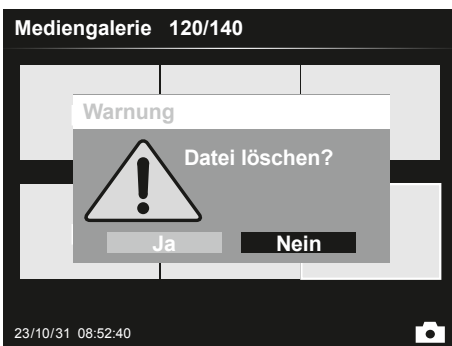 Mediengalerie 120/140
Warnung
Datei löschen?
Ja Nein
23/10/31 08:52:40